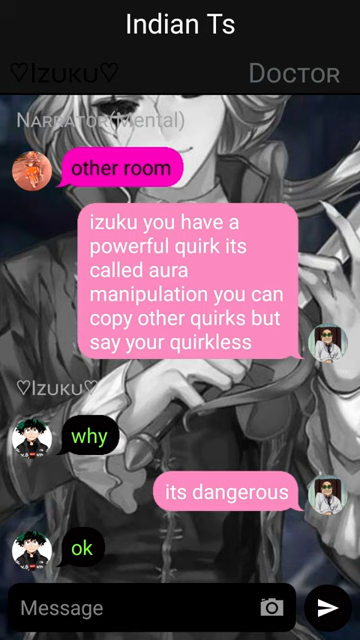 Indian Ts
♡Izuku♡ Doctor
Narrator(Mental)
other room
izuku you have a
powerful quirk its
called aura
manipulation you can
copy other quirks but
say your quirkless
♡Izuku♡
why
its dangerous
ok
Message